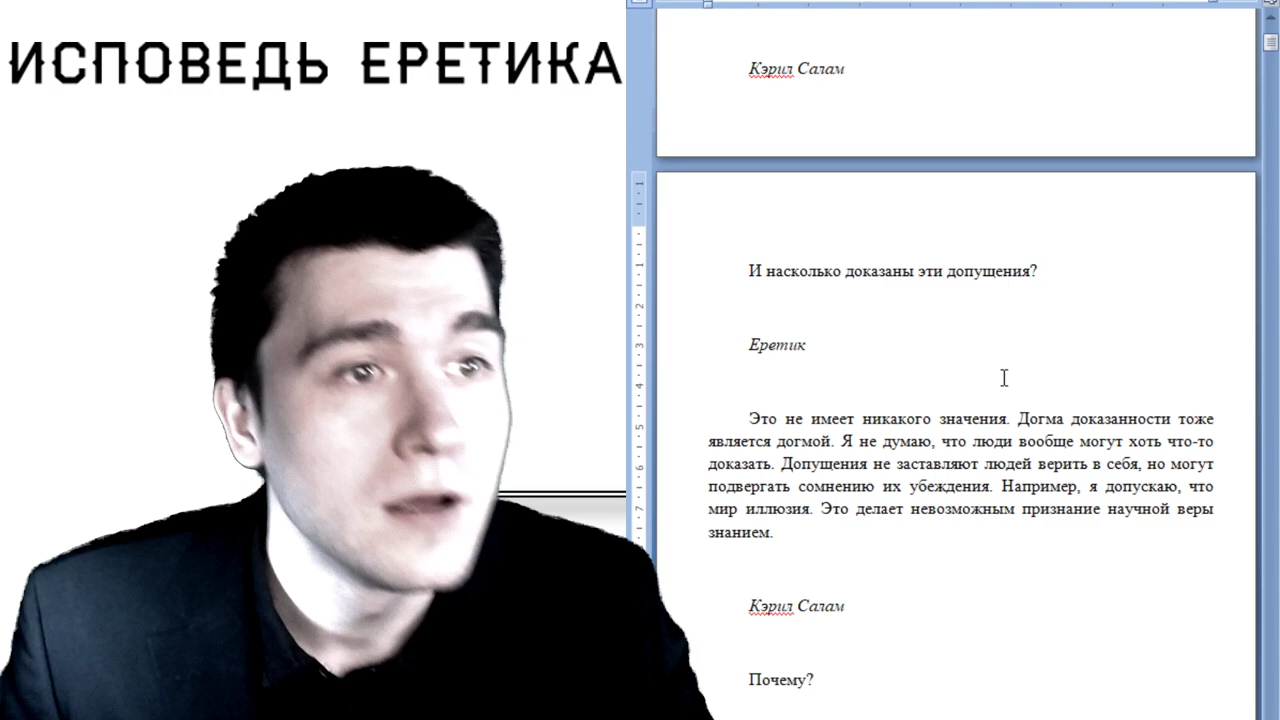 ИСПОВЕДЬ ЕРЕТИКА
Кэрил Салам
И насколько доказаны эти допущения?
Еретик
Это не имеет никакого значения. Догма доказанности тоже
является догмой. Я не думаю, что люди вообще могут хоть что-то
доказать. Допущения не заставляют людей верить в себя, но могут
подвергать сомнению их убеждения. Например, я допускаю, что
мир иллюзия. Это делает невозможным признание научной веры
знанием.
Кэрил Салам
Почему?